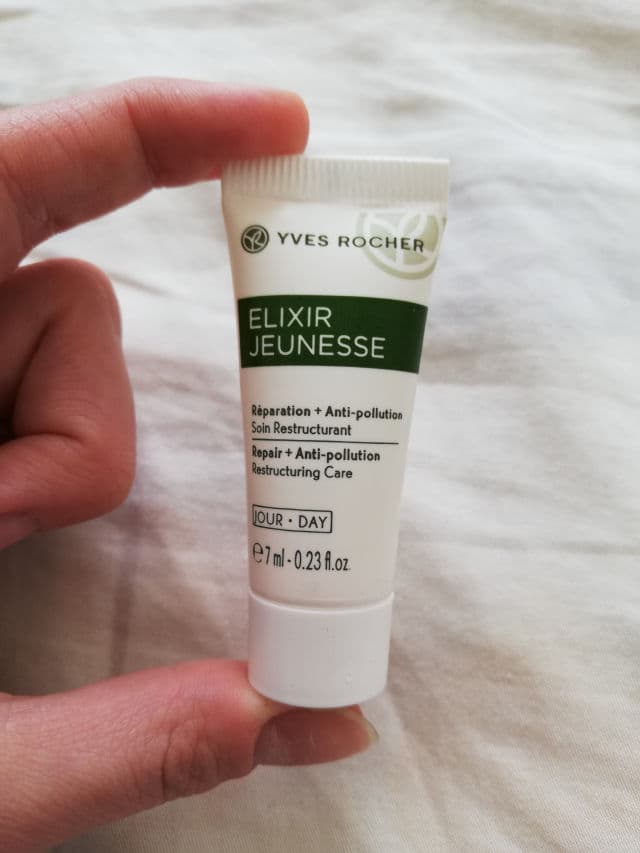 YVES ROCHER
ELIXIR
JEUNESSE
Réparation + Anti-pollution
Soin Restructurant
Repair + Anti-pollution
Restructuring Care
JOUR • DAY
℮ 7 ml - 0.23 fl.oz.